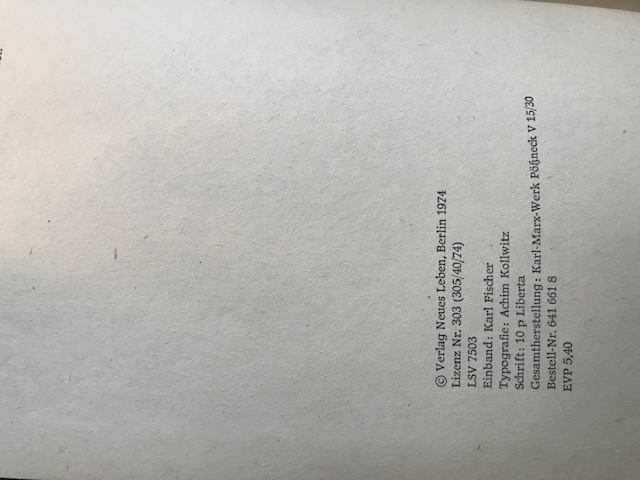 © Verlag Neues Leben, Berlin 1974
Lizenz Nr. 303 (305/40/74)
LSV 7503
Einband: Karl Fischer
Typografie: Achim Kollwitz
Schrift: 10 p Liberta
Gesamtherstellung: Karl-Marx-Werk Pößneck V 15/30
Bestell-Nr. 641 661 8
EVP 5,40